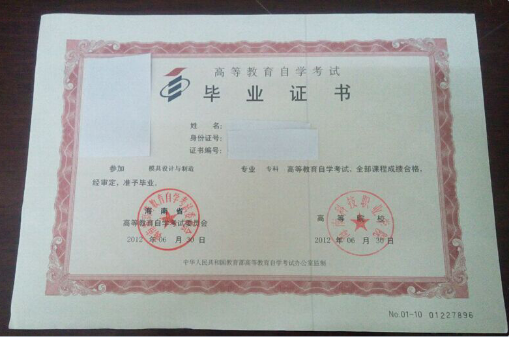 高等教育自学考试
毕业证书
姓名：
身份证号：
证书编号：
参加 模具设计与制造 专业 专科 高等教育自学考试，全部课程成绩合格，
经审定，准予毕业。
海南省 高等院校
高等教育自学考试委员会
2012 年 06 月 30 日 2012 年 06 月 30 日
中华人民共和国教育部高等教育自学考试办公室监制
No.01-10 01227896